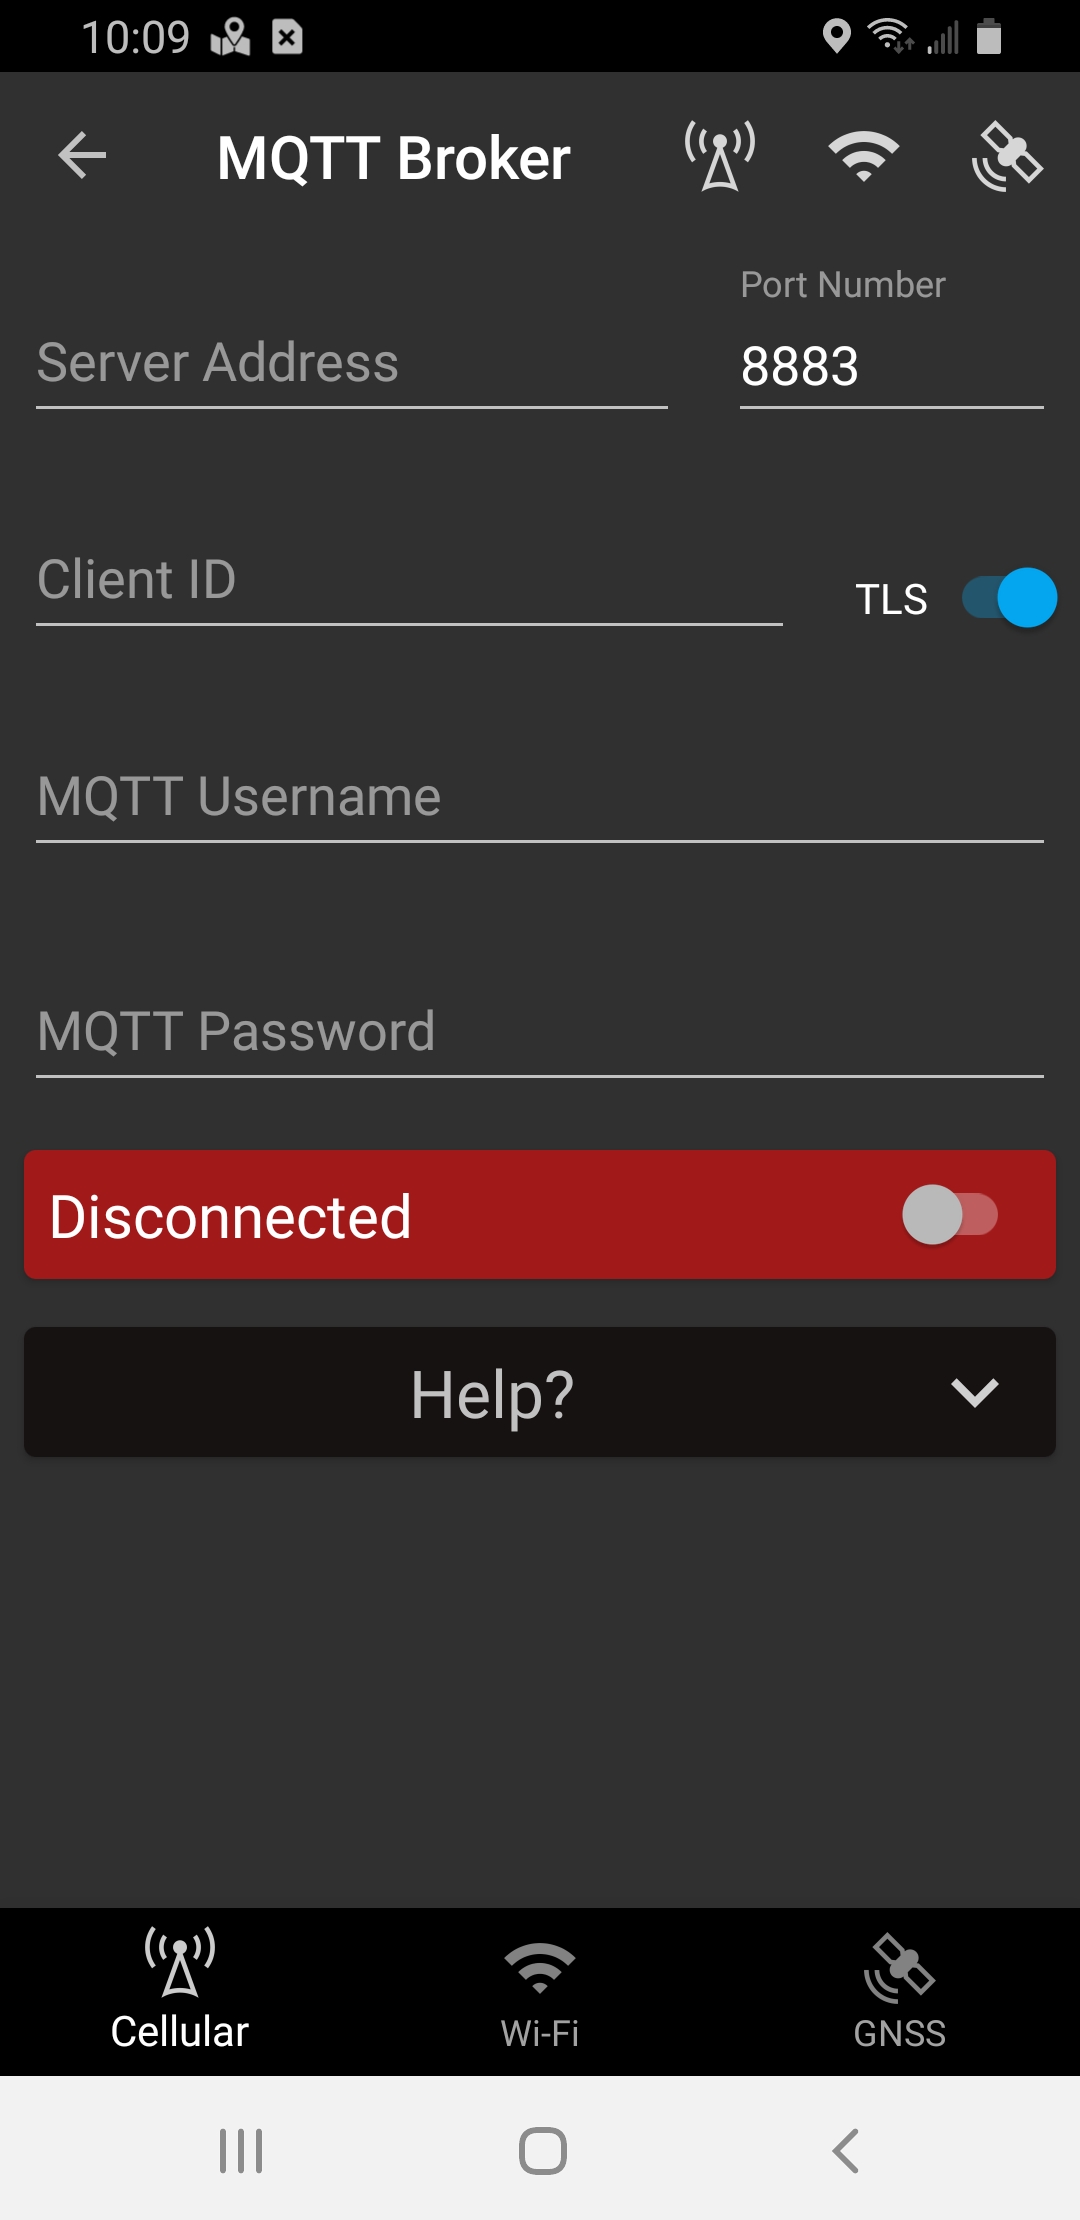 10:09
MQTT Broker
Port Number
Server Address
8883
Client ID
TLS
MQTT Username
MQTT Password
Disconnected
Help?
Cellular
Wi-Fi
GNSS